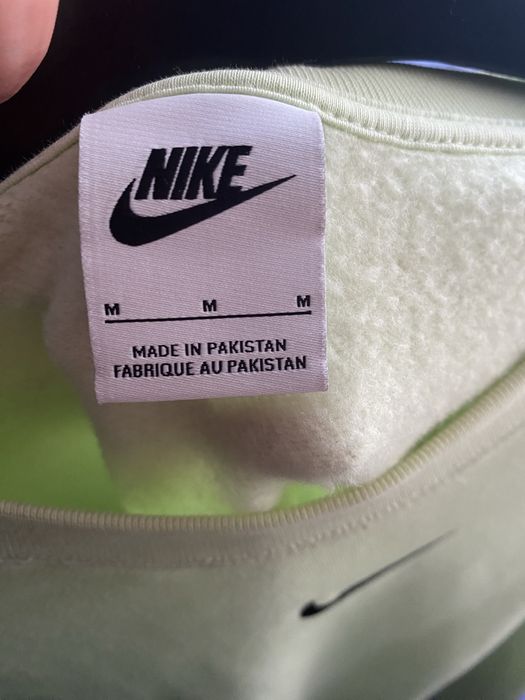 NIKE
M M M
MADE IN PAKISTAN
FABRIQUE AU PAKISTAN